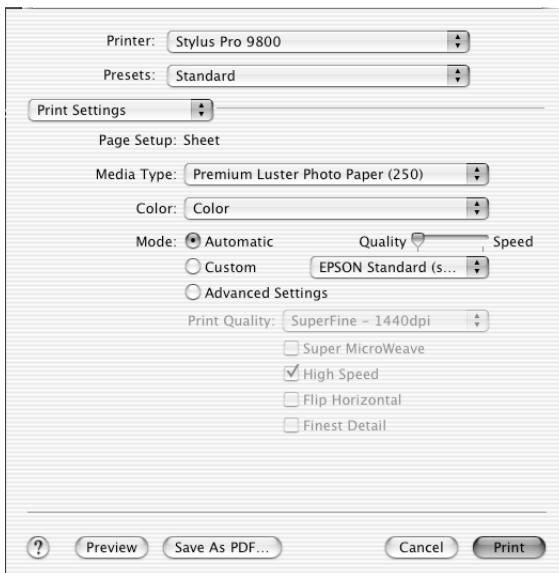 Printer: Stylus Pro 9800
Presets: Standard
Print Settings
Page Setup: Sheet
Media Type: Premium Luster Photo Paper (250)
Color: Color
Mode: Automatic Quality Speed
Custom EPSON Standard (s...
Advanced Settings
Print Quality: SuperFine – 1440dpi
Super MicroWeave
High Speed
Flip Horizontal
Finest Detail
? Preview Save As PDF... Cancel Print